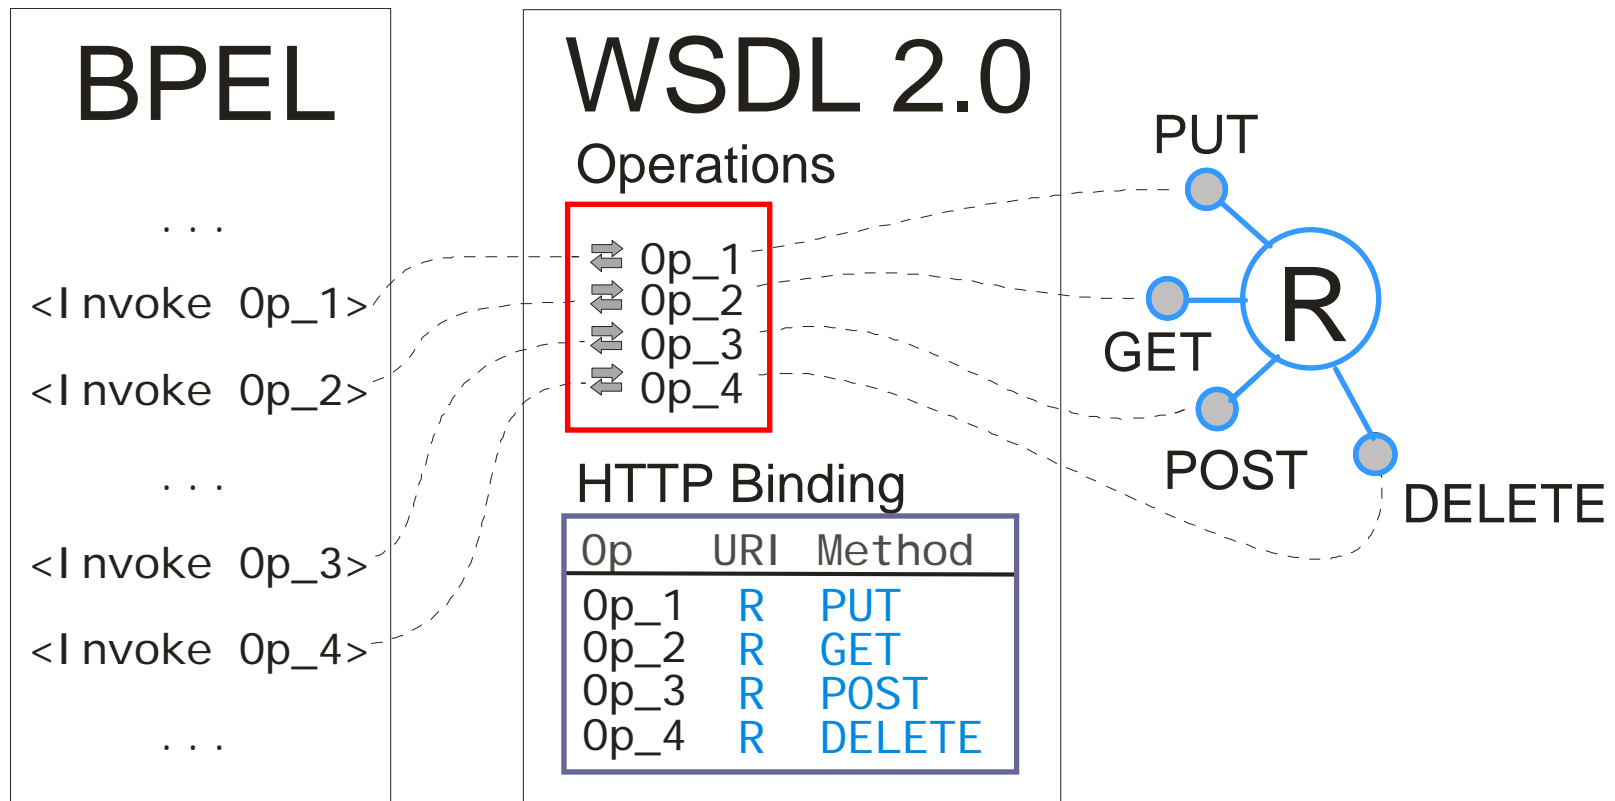 BPEL
. . .
<Invoke Op_1>
<Invoke Op_2>
. . .
<Invoke Op_3>
<Invoke Op_4>
. . .
WSDL 2.0
Operations
Op_1
Op_2
Op_3
Op_4
HTTP Binding
Op URI Method
Op_1 R PUT
Op_2 R GET
Op_3 R POST
Op_4 R DELETE
PUT
GET
R
POST
DELETE